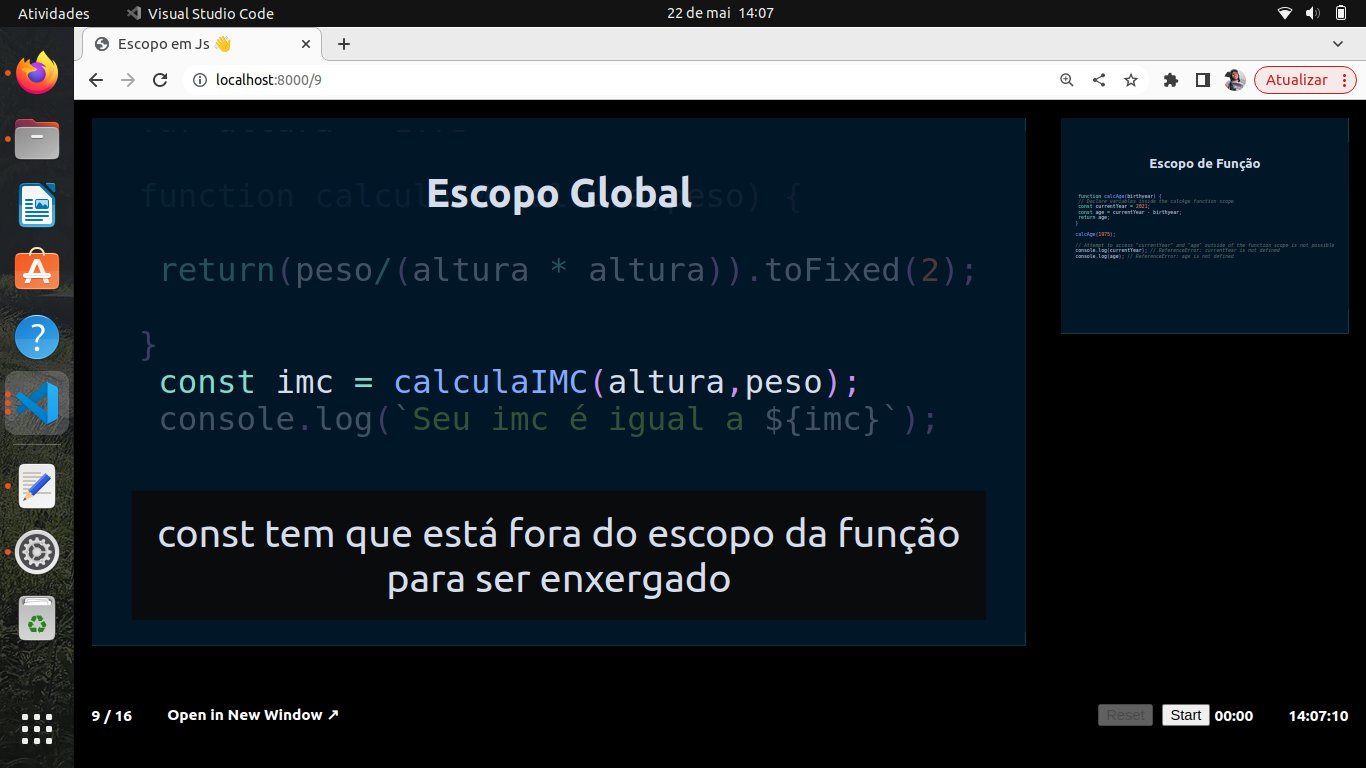 Atividades
Visual Studio Code
22 de mai 14:07
Escopo em Js 👋
localhost:8000/9
Atualizar
Escopo Global
function calcul peso) {
return(peso/(altura * altura)).toFixed(2);
}
const imc = calculaIMC(altura,peso);
console.log(`Seu imc é igual a ${imc}`);
const tem que está fora do escopo da função
para ser enxergado
Escopo de Função
function calcAge(birthyear) {
// Declare variables inside the calcAge function scope
const currentYear = 2021;
const age = currentYear - birthyear;
return age;
}
calcAge(1975);
// Attempt to access "currentYear" and "age" outside of the function scope is not possible
console.log(currentYear); // ReferenceError: currentYear is not defined
console.log(age); // ReferenceError: age is not defined
9 / 16
Open in New Window ↗
Reset
Start
00:00
14:07:10